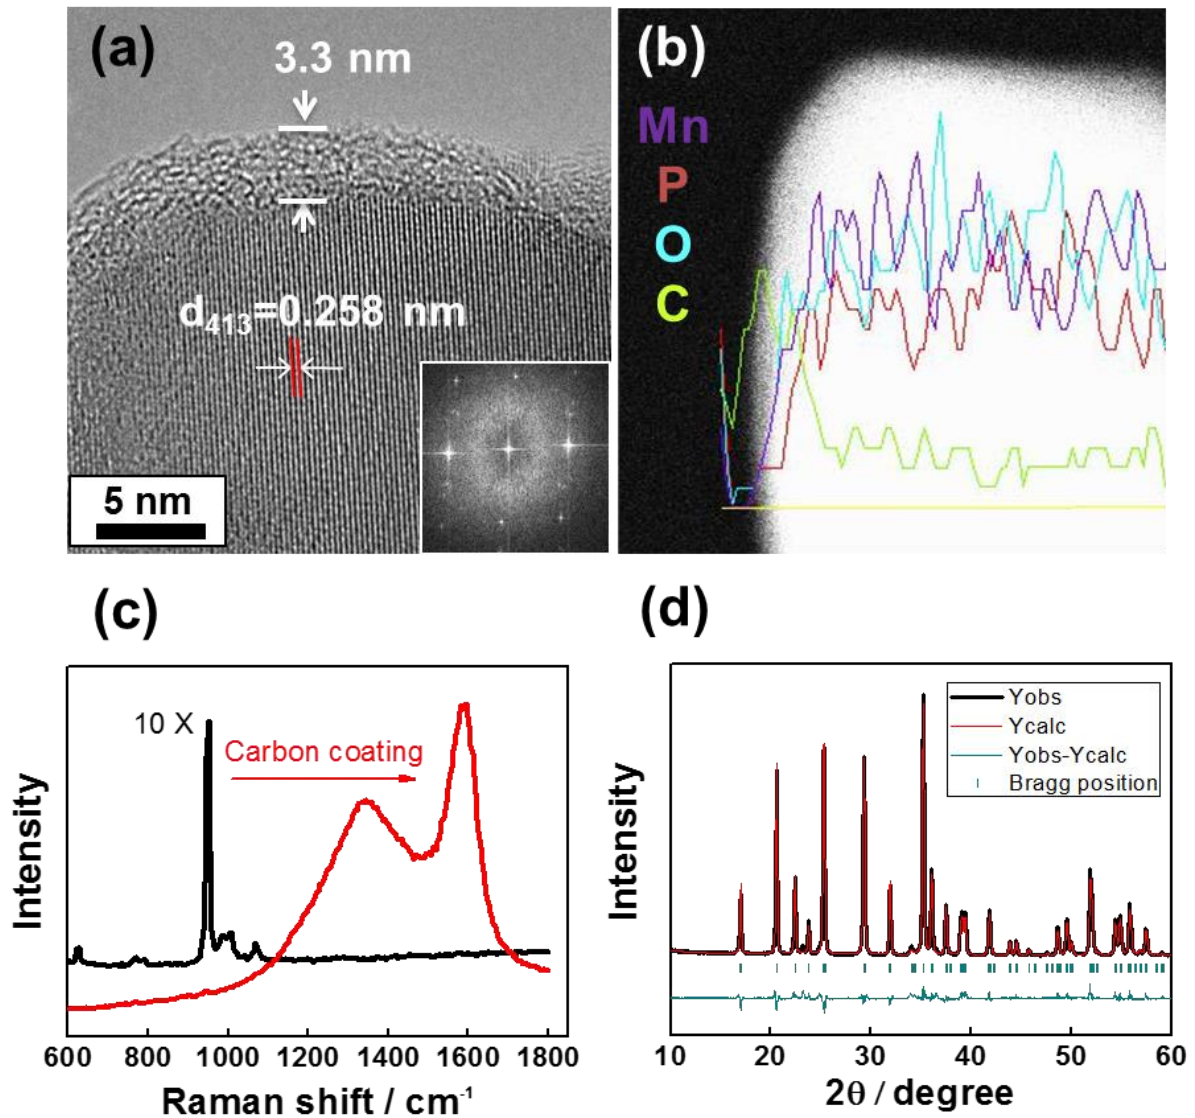 (a)
3.3 nm
d₄₁₃=0.258 nm
5 nm
(b)
Mn
P
O
C
(c)
10 X
Carbon coating
Intensity
600 800 1000 1200 1400 1600 1800
Raman shift / cm⁻¹
(d)
Yobs
Ycalc
Yobs-Ycalc
Bragg position
Intensity
10 20 30 40 50 60
2θ / degree